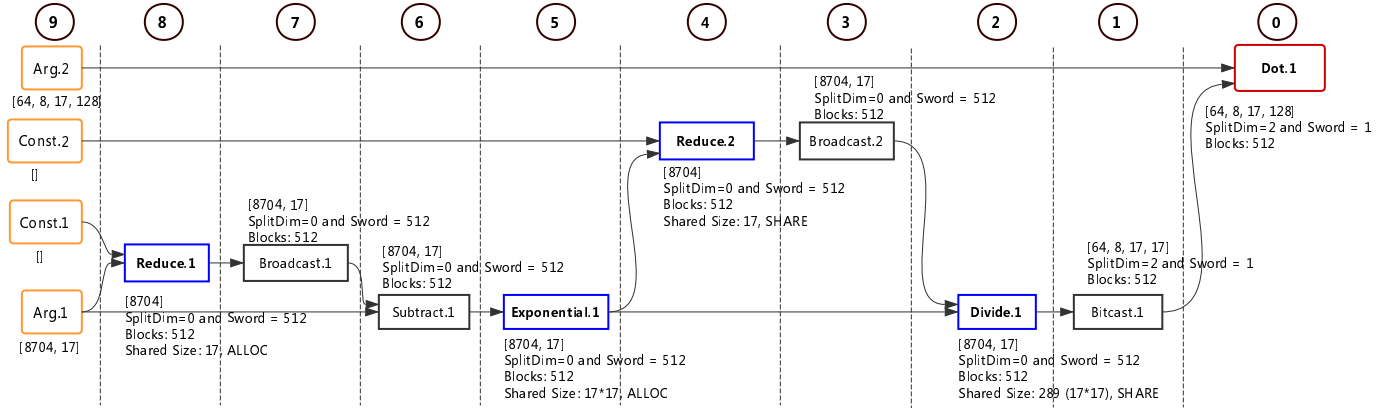 9 8 7 6 5 4 3 2 1 0
Arg.2
[64, 8, 17, 128]
Const.2
[]
Const.1
[]
Arg.1
[8704, 17]
Reduce.1
[8704]
SplitDim=0 and Sword = 512
Blocks: 512
Shared Size: 17, ALLOC
[8704, 17]
SplitDim=0 and Sword = 512
Blocks: 512
Broadcast.1
[8704, 17]
SplitDim=0 and Sword = 512
Blocks: 512
Subtract.1
Exponential.1
[8704, 17]
SplitDim=0 and Sword = 512
Blocks: 512
Shared Size: 17*17, ALLOC
Reduce.2
[8704]
SplitDim=0 and Sword = 512
Blocks: 512
Shared Size: 17, SHARE
[8704, 17]
SplitDim=0 and Sword = 512
Blocks: 512
Broadcast.2
Divide.1
[8704, 17]
SplitDim=0 and Sword = 512
Blocks: 512
Shared Size: 289 (17*17), SHARE
[64, 8, 17, 17]
SplitDim=2 and Sword = 1
Blocks: 512
Bitcast.1
Dot.1
[64, 8, 17, 128]
SplitDim=2 and Sword = 1
Blocks: 512